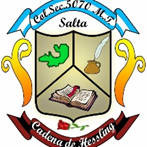 Col.Sec.5070 M.T
Salta
Cadena de Hessling